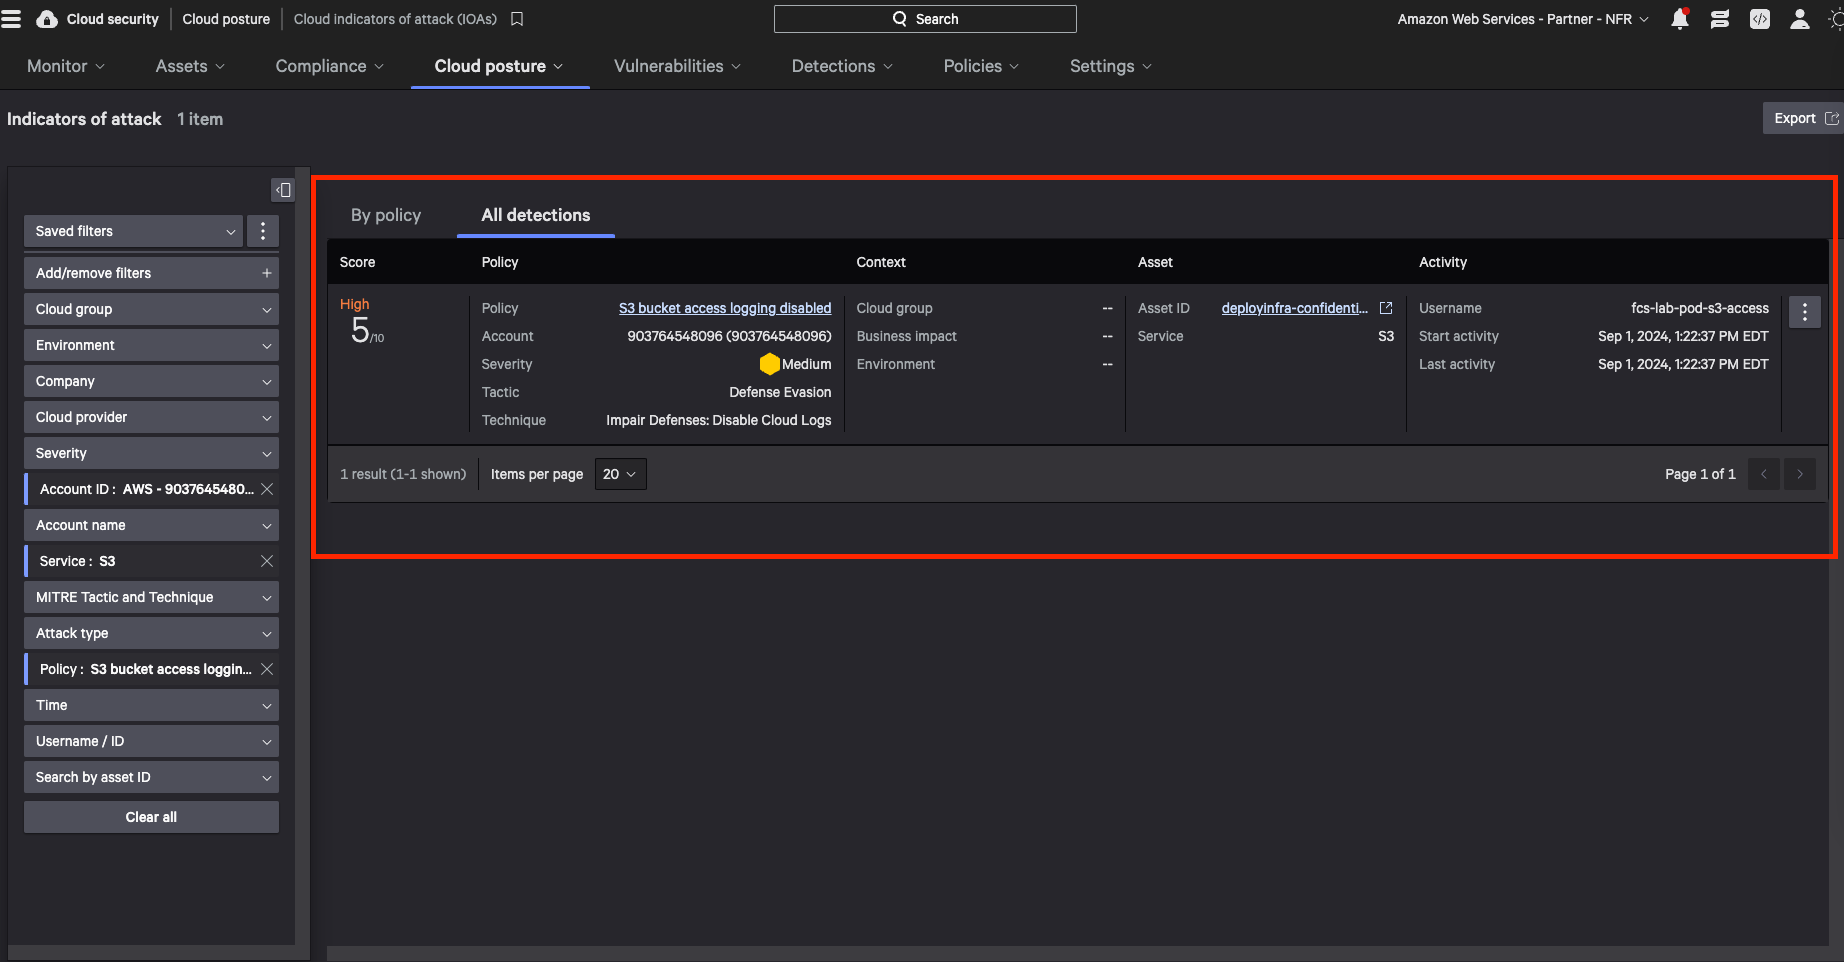 Cloud security Cloud posture Cloud indicators of attack (IOAs) Search Amazon Web Services - Partner - NFR
Monitor Assets Compliance Cloud posture Vulnerabilities Detections Policies Settings
Indicators of attack 1 item
Export
Saved filters
Add/remove filters
Cloud group
Environment
Company
Cloud provider
Severity
Account ID : AWS - 9037645480...
Account name
Service : S3
MITRE Tactic and Technique
Attack type
Policy : S3 bucket access loggin...
Time
Username / ID
Search by asset ID
Clear all
By policy All detections
Score Policy Context Asset Activity
High
5/10
Policy S3 bucket access logging disabled
Account 903764548096 (903764548096)
Severity Medium
Tactic Defense Evasion
Technique Impair Defenses: Disable Cloud Logs
Cloud group --
Business impact --
Environment --
Asset ID deployinfra-confidenti...
Service S3
Username fcs-lab-pod-s3-access
Start activity Sep 1, 2024, 1:22:37 PM EDT
Last activity Sep 1, 2024, 1:22:37 PM EDT
1 result (1-1 shown) Items per page 20 Page 1 of 1